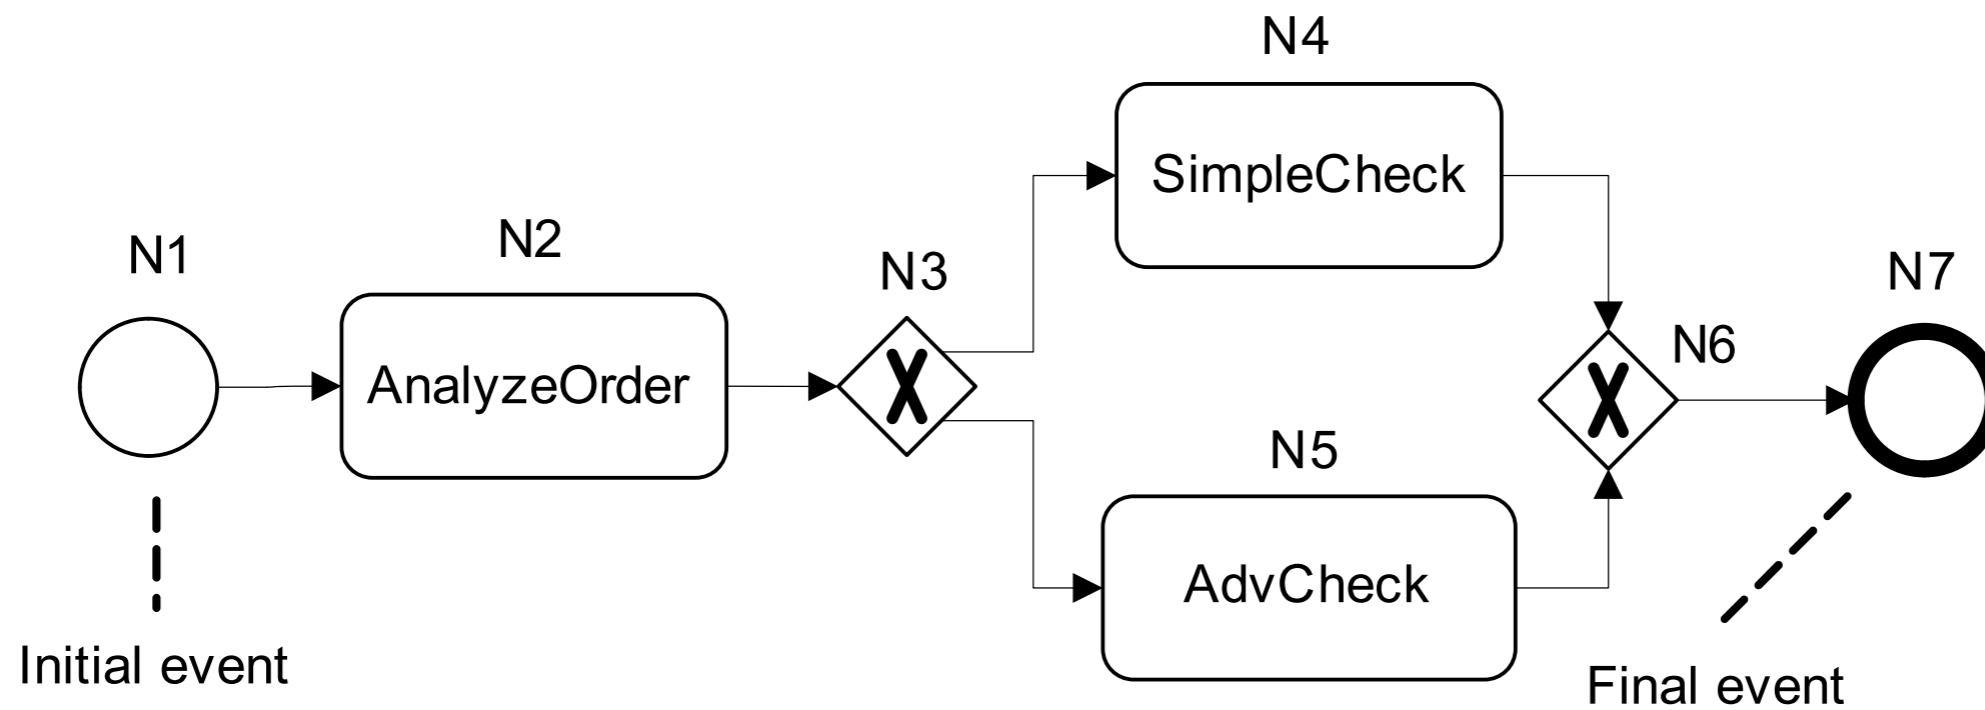 N4
SimpleCheck
N1
N2
N3
N7
AnalyzeOrder
N6
N5
AdvCheck
Initial event
Final event